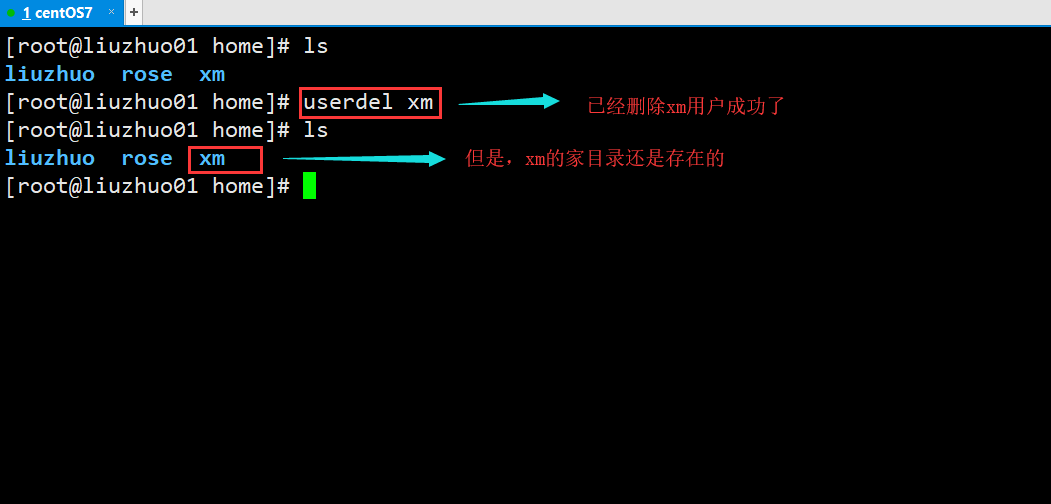 1 centOS7 × +
[root@liuzhuo01 home]# ls
liuzhuo  rose  xm
[root@liuzhuo01 home]# userdel xm 已经删除xm用户成功了
[root@liuzhuo01 home]# ls
liuzhuo  rose  xm 但是，xm的家目录还是存在的
[root@liuzhuo01 home]#